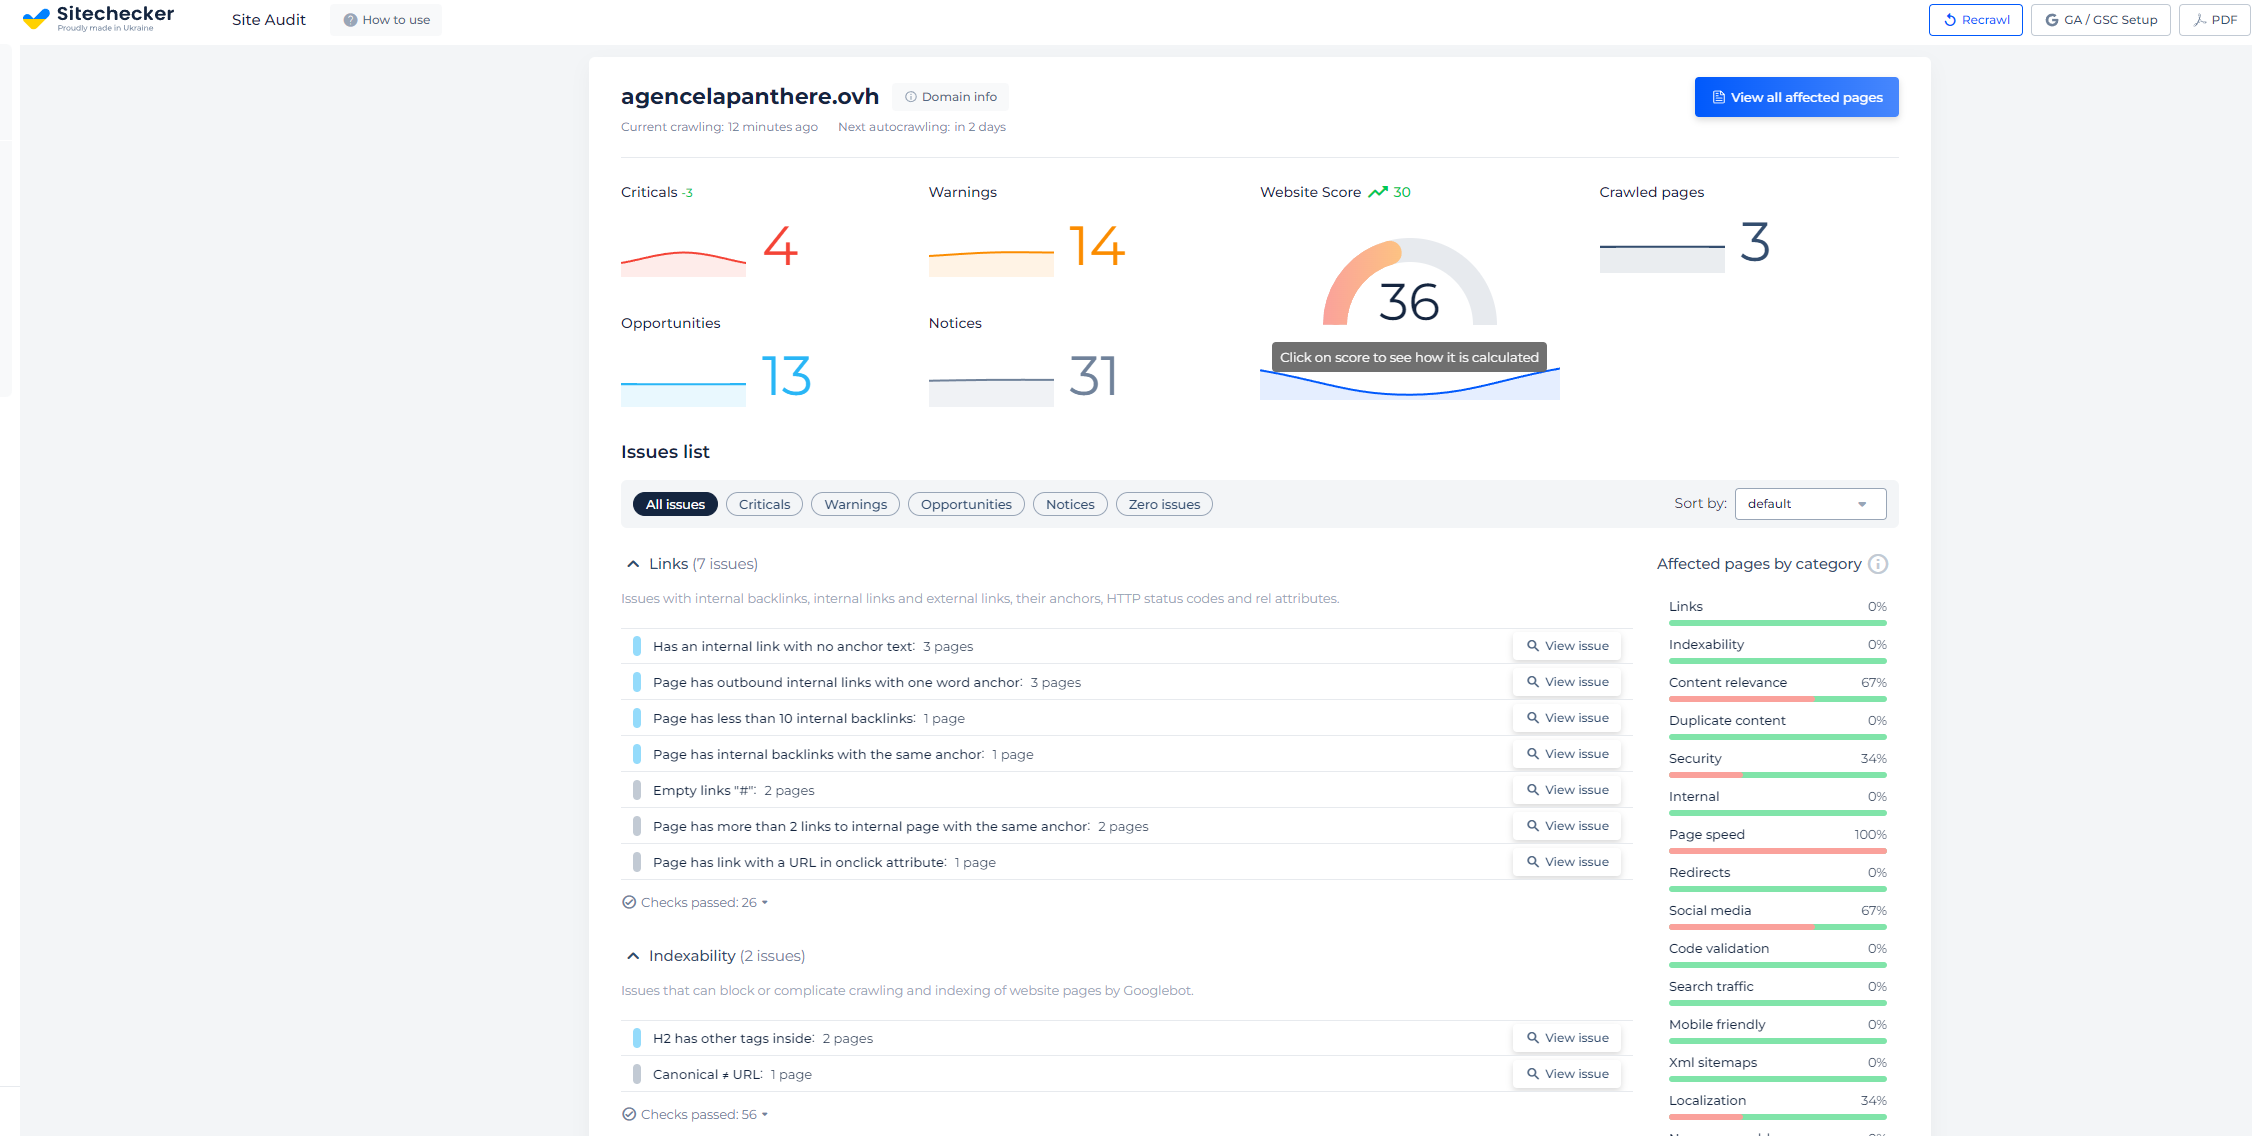 Sitechecker
Proudly made in Ukraine
Site Audit
How to use
Recrawl
GA / GSC Setup
PDF
agencelapanthere.ovh
Domain info
View all affected pages
Current crawling: 12 minutes ago
Next autocrawling: in 2 days
Criticals -3
4
Warnings
14
Website Score 30
36
Click on score to see how it is calculated
Crawled pages
3
Opportunities
13
Notices
31
Issues list
All issues
Criticals
Warnings
Opportunities
Notices
Zero issues
Sort by:
default
Links (7 issues)
Issues with internal backlinks, internal links and external links, their anchors, HTTP status codes and rel attributes.
Has an internal link with no anchor text: 3 pages
View issue
Page has outbound internal links with one word anchor: 3 pages
View issue
Page has less than 10 internal backlinks: 1 page
View issue
Page has internal backlinks with the same anchor: 1 page
View issue
Empty links "#": 2 pages
View issue
Page has more than 2 links to internal page with the same anchor: 2 pages
View issue
Page has link with a URL in onclick attribute: 1 page
View issue
Checks passed: 26
Indexability (2 issues)
Issues that can block or complicate crawling and indexing of website pages by Googlebot.
H2 has other tags inside: 2 pages
View issue
Canonical ≠ URL: 1 page
View issue
Checks passed: 56
Affected pages by category
Links 0%
Indexability 0%
Content relevance 67%
Duplicate content 0%
Security 34%
Internal 0%
Page speed 100%
Redirects 0%
Social media 67%
Code validation 0%
Search traffic 0%
Mobile friendly 0%
Xml sitemaps 0%
Localization 34%